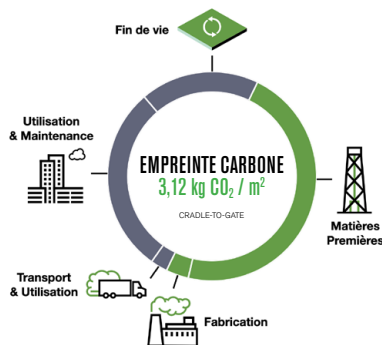 Fin de vie
Utilisation
& Maintenance
EMPREINTE CARBONE
3,12 kg CO₂ / m²
CRADLE-TO-GATE
Matières
Premières
Transport
& Utilisation
Fabrication